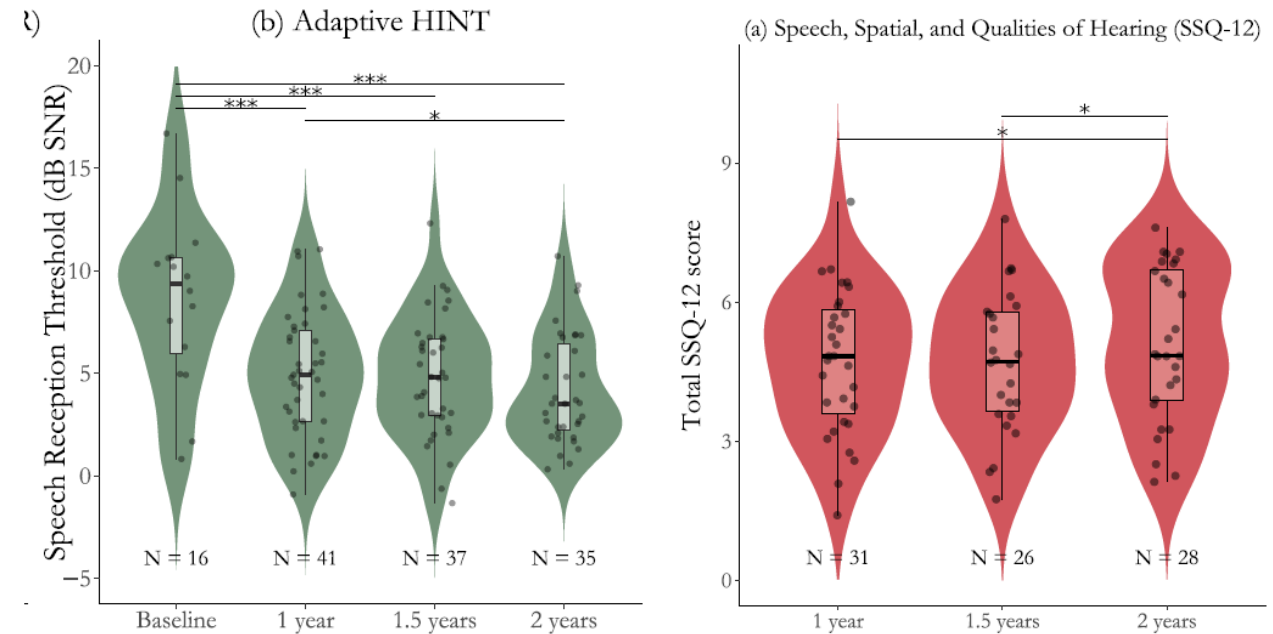 R)
(b) Adaptive HINT
Speech Reception Threshold (dB SNR)
20
15
10
5
0
−5
***
***
***
*
N = 16
N = 41
N = 37
N = 35
Baseline
1 year
1.5 years
2 years
(a) Speech, Spatial, and Qualities of Hearing (SSQ-12)
Total SSQ-12 score
9
6
3
0
*
*
N = 31
N = 26
N = 28
1 year
1.5 years
2 years